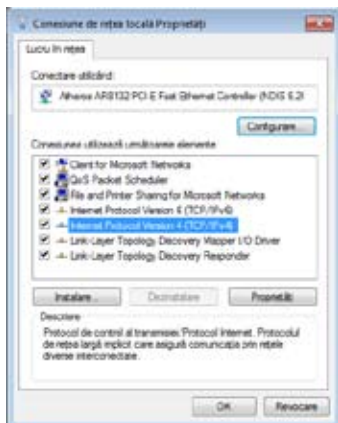 Conexiune de rețea locală Proprietăți
Lucru în rețea
Conectare utilizând:
Atheros AR8132 PCI-E Fast Ethernet Controller (NDIS 6.2)
Configurare...
Conexiunea utilizează următoarele elemente
Client for Microsoft Networks
QoS Packet Scheduler
File and Printer Sharing for Microsoft Networks
Internet Protocol Version 6 (TCP/IPv6)
Internet Protocol Version 4 (TCP/IPv4)
Link-Layer Topology Discovery Mapper I/O Driver
Link-Layer Topology Discovery Responder
Instalare...
Dezinstalare
Proprietăți
Descriere
Protocol de control al transmisiei/Protocol Internet. Protocolul
de rețea largă implicit care asigură comunicația prin rețele
diverse interconectate.
OK
Revocare